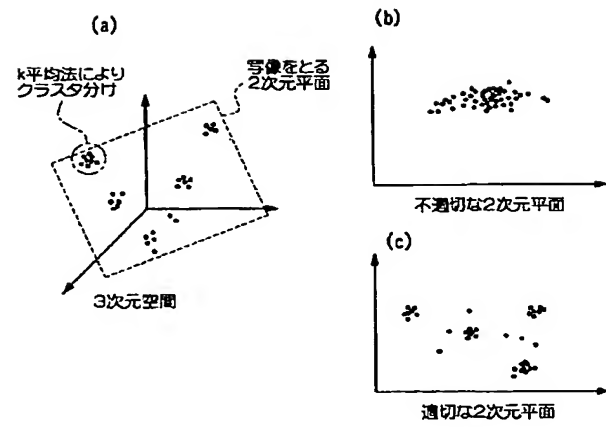 (a)
k平均法により
クラスタ分け
写像をとる
2次元平面
3次元空間
(b)
不適切な2次元平面
(c)
適切な2次元平面